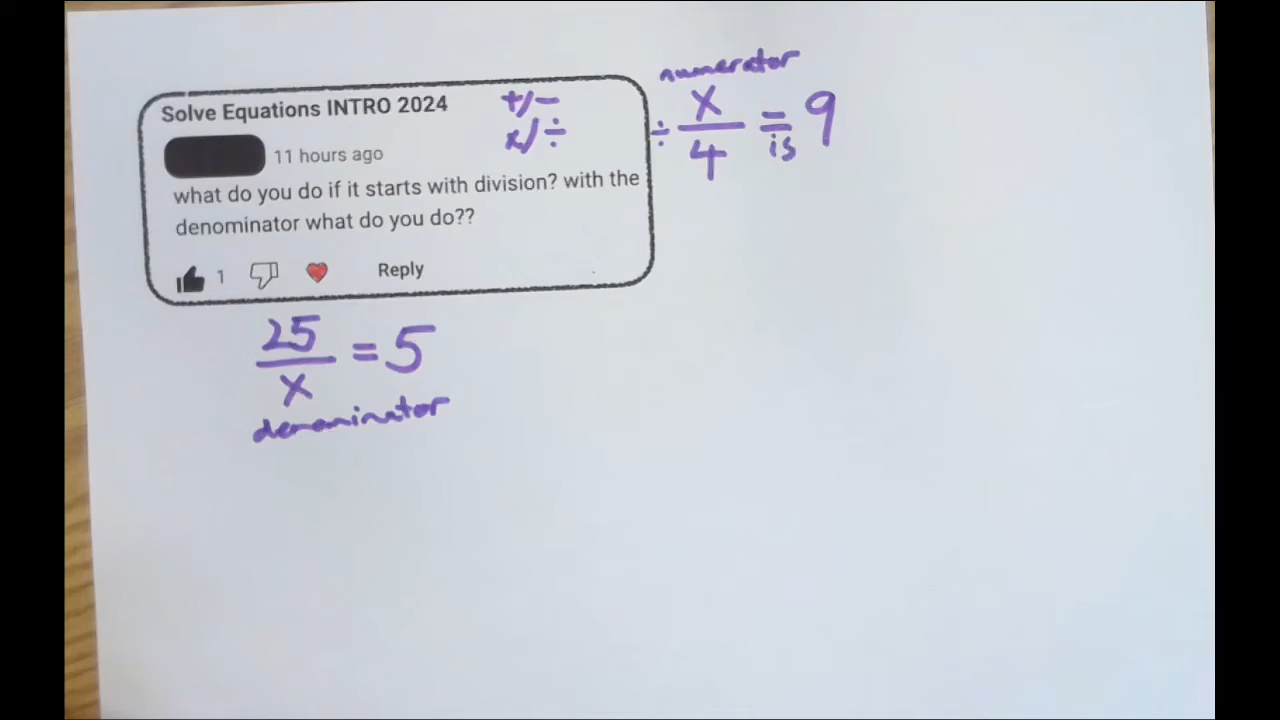 Solve Equations INTRO 2024
+/-
x/÷
11 hours ago
what do you do if it starts with division? with the
denominator what do you do??
1
Reply
numerator
÷ x/4 = 9
is
25/x = 5
denominator